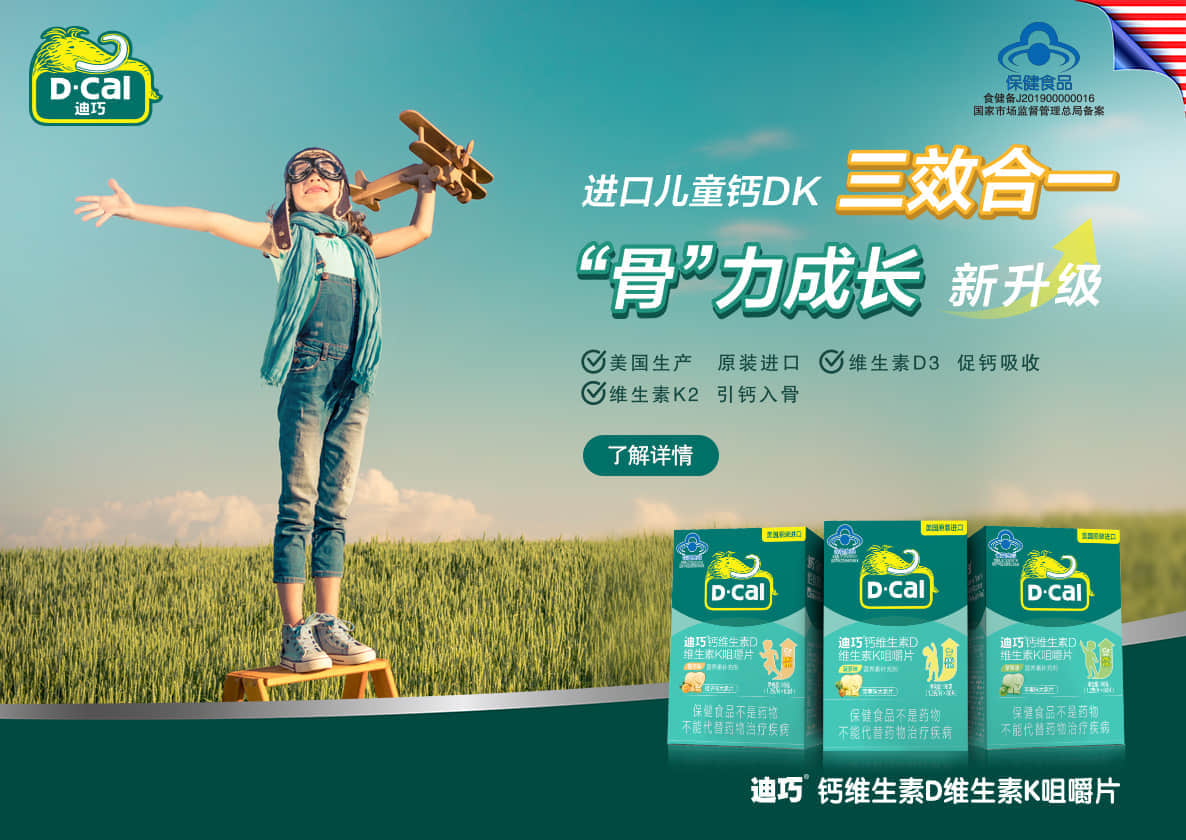 D·Cal
迪巧
保健食品
食健备J201900000016
国家市场监督管理总局备案
进口儿童钙DK 三效合一
“骨”力成长 新升级
美国生产 原装进口 维生素D3 促钙吸收
维生素K2 引钙入骨
了解详情
美国原装进口
D·Cal
迪巧 钙维生素D
维生素K咀嚼片
保健食品不是药物
不能代替药物治疗疾病
美国原装进口
D·Cal
迪巧 钙维生素D
维生素K咀嚼片
保健食品不是药物
不能代替药物治疗疾病
美国原装进口
D·Cal
迪巧 钙维生素D
维生素K咀嚼片
保健食品不是药物
不能代替药物治疗疾病
迪巧® 钙维生素D维生素K咀嚼片